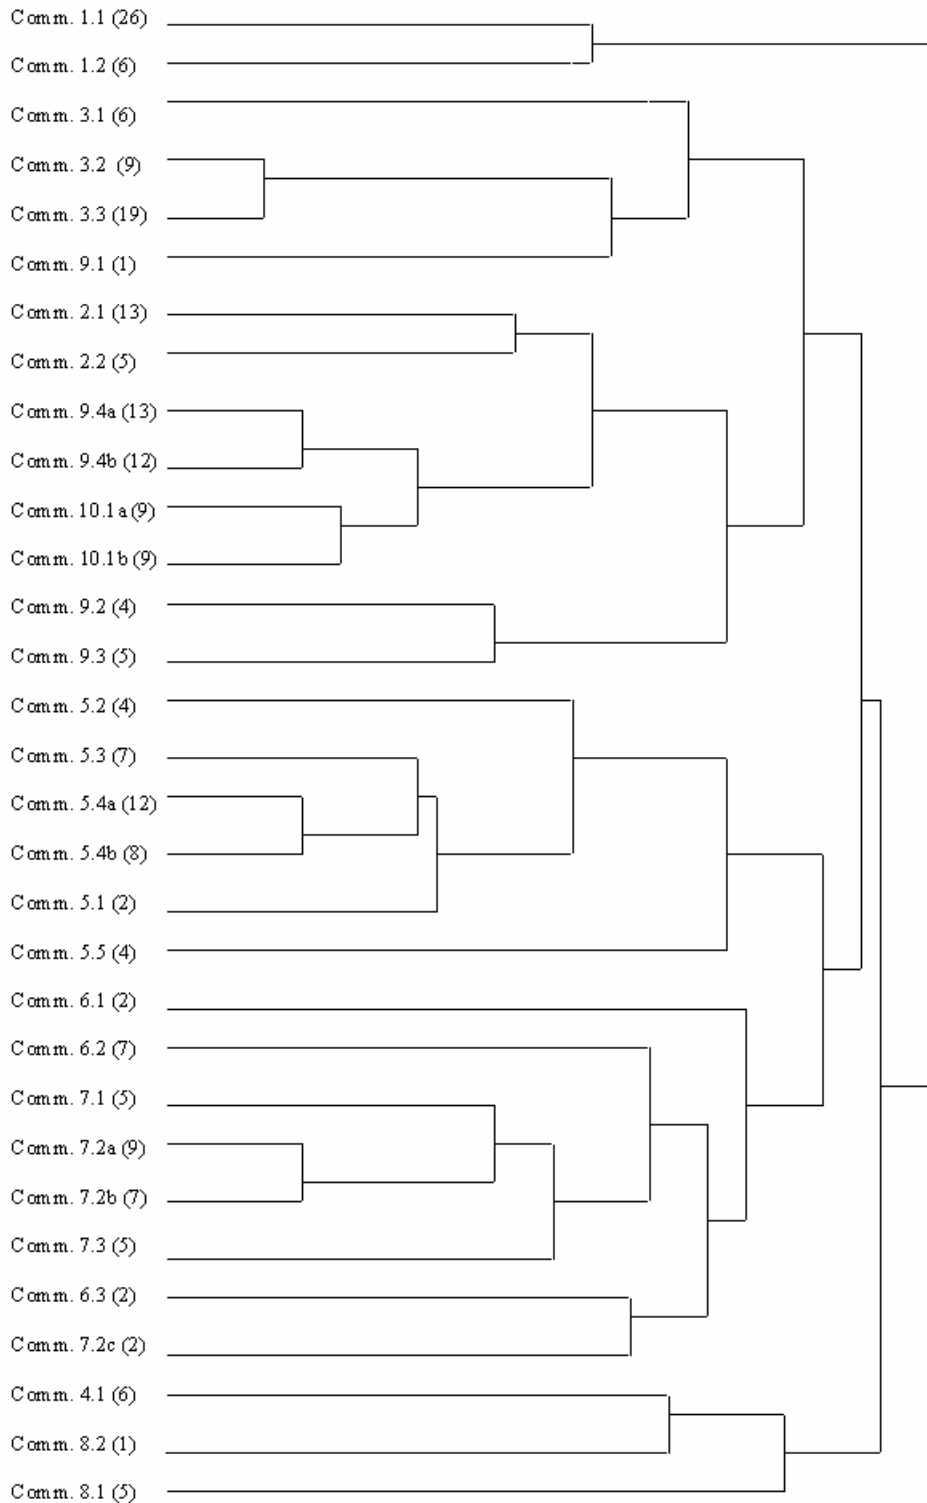 Comm. 1.1 (26)
Comm. 1.2 (6)
Comm. 3.1 (6)
Comm. 3.2 (9)
Comm. 3.3 (19)
Comm. 9.1 (1)
Comm. 2.1 (13)
Comm. 2.2 (5)
Comm. 9.4a (13)
Comm. 9.4b (12)
Comm. 10.1a (9)
Comm. 10.1b (9)
Comm. 9.2 (4)
Comm. 9.3 (5)
Comm. 5.2 (4)
Comm. 5.3 (7)
Comm. 5.4a (12)
Comm. 5.4b (8)
Comm. 5.1 (2)
Comm. 5.5 (4)
Comm. 6.1 (2)
Comm. 6.2 (7)
Comm. 7.1 (5)
Comm. 7.2a (9)
Comm. 7.2b (7)
Comm. 7.3 (5)
Comm. 6.3 (2)
Comm. 7.2c (2)
Comm. 4.1 (6)
Comm. 8.2 (1)
Comm. 8.1 (5)